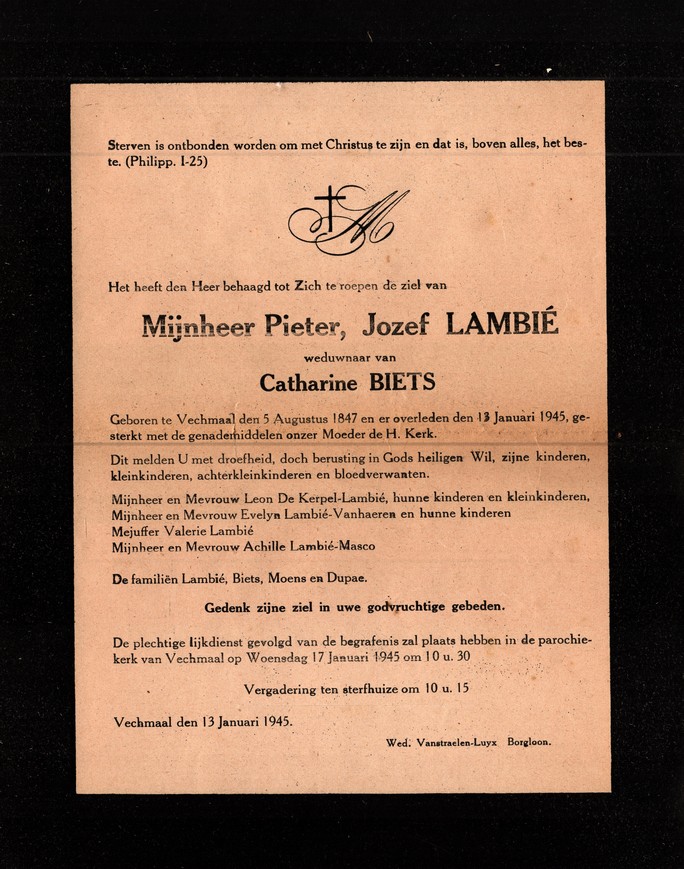 Sterven is ontbonden worden om met Christus te zijn en dat is, boven alles, het bes-
te. (Philipp. I-25)
M
Het heeft den Heer behaagd tot Zich te roepen de ziel van
Mijnheer Pieter, Jozef LAMBIÉ
weduwnaar van
Catharine BIETS
Geboren te Vechmaal den 5 Augustus 1847 en er overleden den 13 Januari 1945, ge-
sterkt met de genademiddelen onzer Moeder de H. Kerk.
Dit melden U met droefheid, doch berusting in Gods heiligen Wil, zijne kinderen,
kleinkinderen, achterkleinkinderen en bloedverwanten.
Mijnheer en Mevrouw Leon De Kerpel-Lambié, hunne kinderen en kleinkinderen,
Mijnheer en Mevrouw Evelyn Lambié-Vanhaeren en hunne kinderen
Mejuffer Valerie Lambié
Mijnheer en Mevrouw Achille Lambié-Masco
De familiën Lambié, Biets, Moens en Dupae.
Gedenk zijne ziel in uwe godvruchtige gebeden.
De plechtige lijkdienst gevolgd van de begrafenis zal plaats hebben in de parochie-
kerk van Vechmaal op Woensdag 17 Januari 1945 om 10 u. 30
Vergadering ten sterfhuize om 10 u. 15
Vechmaal den 13 Januari 1945.
Wed. Vanstraelen-Luyx Borgloon.